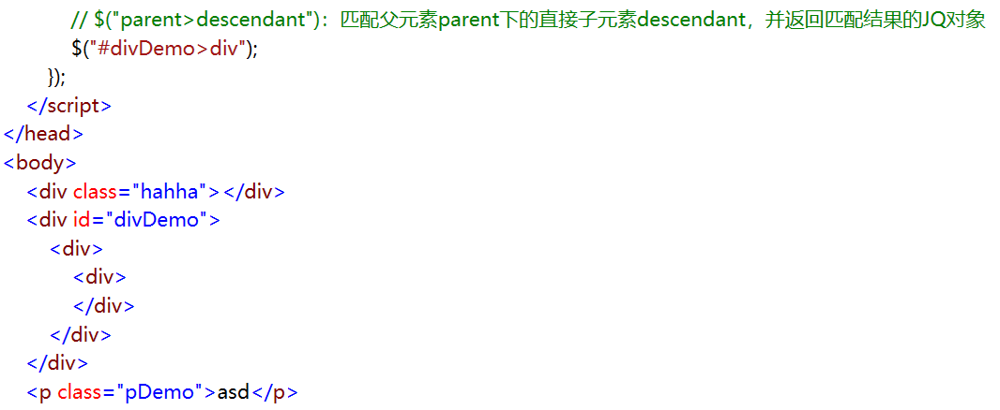 // $("parent>descendant")：匹配父元素parent下的直接子元素descendant，并返回匹配结果的JQ对象
$("#divDemo>div");
});
</script>
</head>
<body>
<div class="hahha"></div>
<div id="divDemo">
<div>
<div>
</div>
</div>
</div>
<p class="pDemo">asd</p>